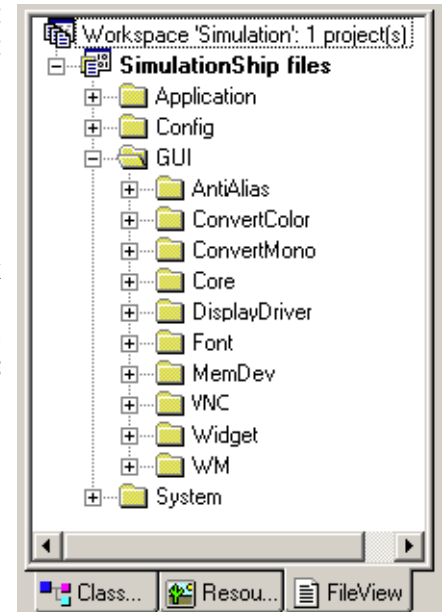 Workspace 'Simulation': 1 project(s)
SimulationShip files
Application
Config
GUI
AntiAlias
ConvertColor
ConvertMono
Core
DisplayDriver
Font
MemDev
VNC
Widget
WM
System
Class... Resou... FileView